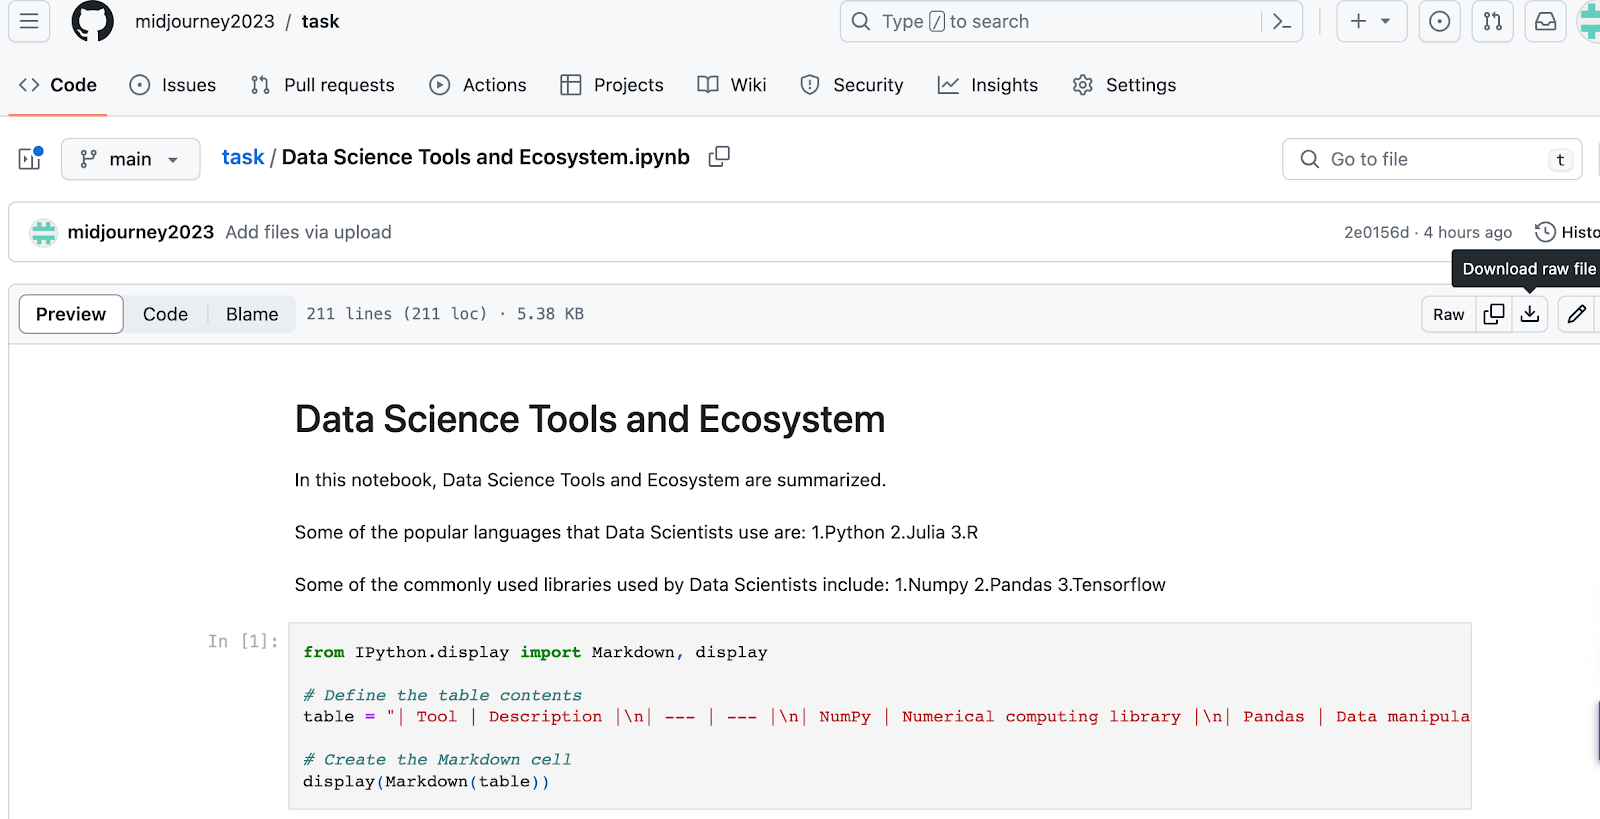 midjourney2023 / task
Type / to search
Code Issues Pull requests Actions Projects Wiki Security Insights Settings
main task / Data Science Tools and Ecosystem.ipynb Go to file t
midjourney2023 Add files via upload 2e0156d · 4 hours ago Histo
Download raw file
Preview Code Blame 211 lines (211 loc) · 5.38 KB Raw
Data Science Tools and Ecosystem
In this notebook, Data Science Tools and Ecosystem are summarized.
Some of the popular languages that Data Scientists use are: 1.Python 2.Julia 3.R
Some of the commonly used libraries used by Data Scientists include: 1.Numpy 2.Pandas 3.Tensorflow
In [1]:
from IPython.display import Markdown, display
# Define the table contents
table = "| Tool | Description |\n| --- | --- |\n| NumPy | Numerical computing library |\n| Pandas | Data manipula
# Create the Markdown cell
display(Markdown(table))